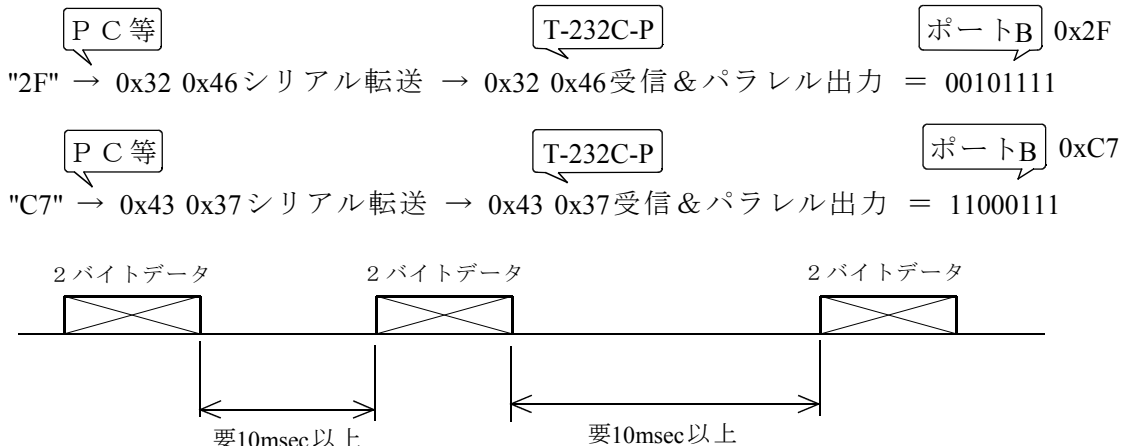 ＰＣ等 T-232C-P ポートB 0x2F
"2F" → 0x32 0x46シリアル転送 → 0x32 0x46受信＆パラレル出力 ＝ 00101111
ＰＣ等 T-232C-P ポートB 0xC7
"C7" → 0x43 0x37シリアル転送 → 0x43 0x37受信＆パラレル出力 ＝ 11000111
２バイトデータ ２バイトデータ ２バイトデータ
要10msec以上 要10msec以上